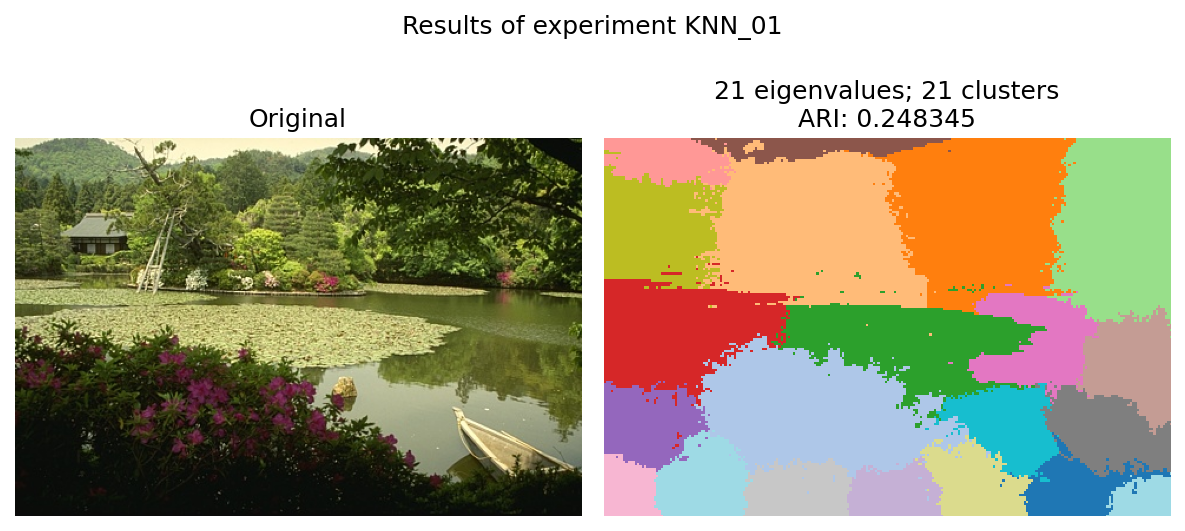 Results of experiment KNN_01
Original
21 eigenvalues; 21 clusters
ARI: 0.248345